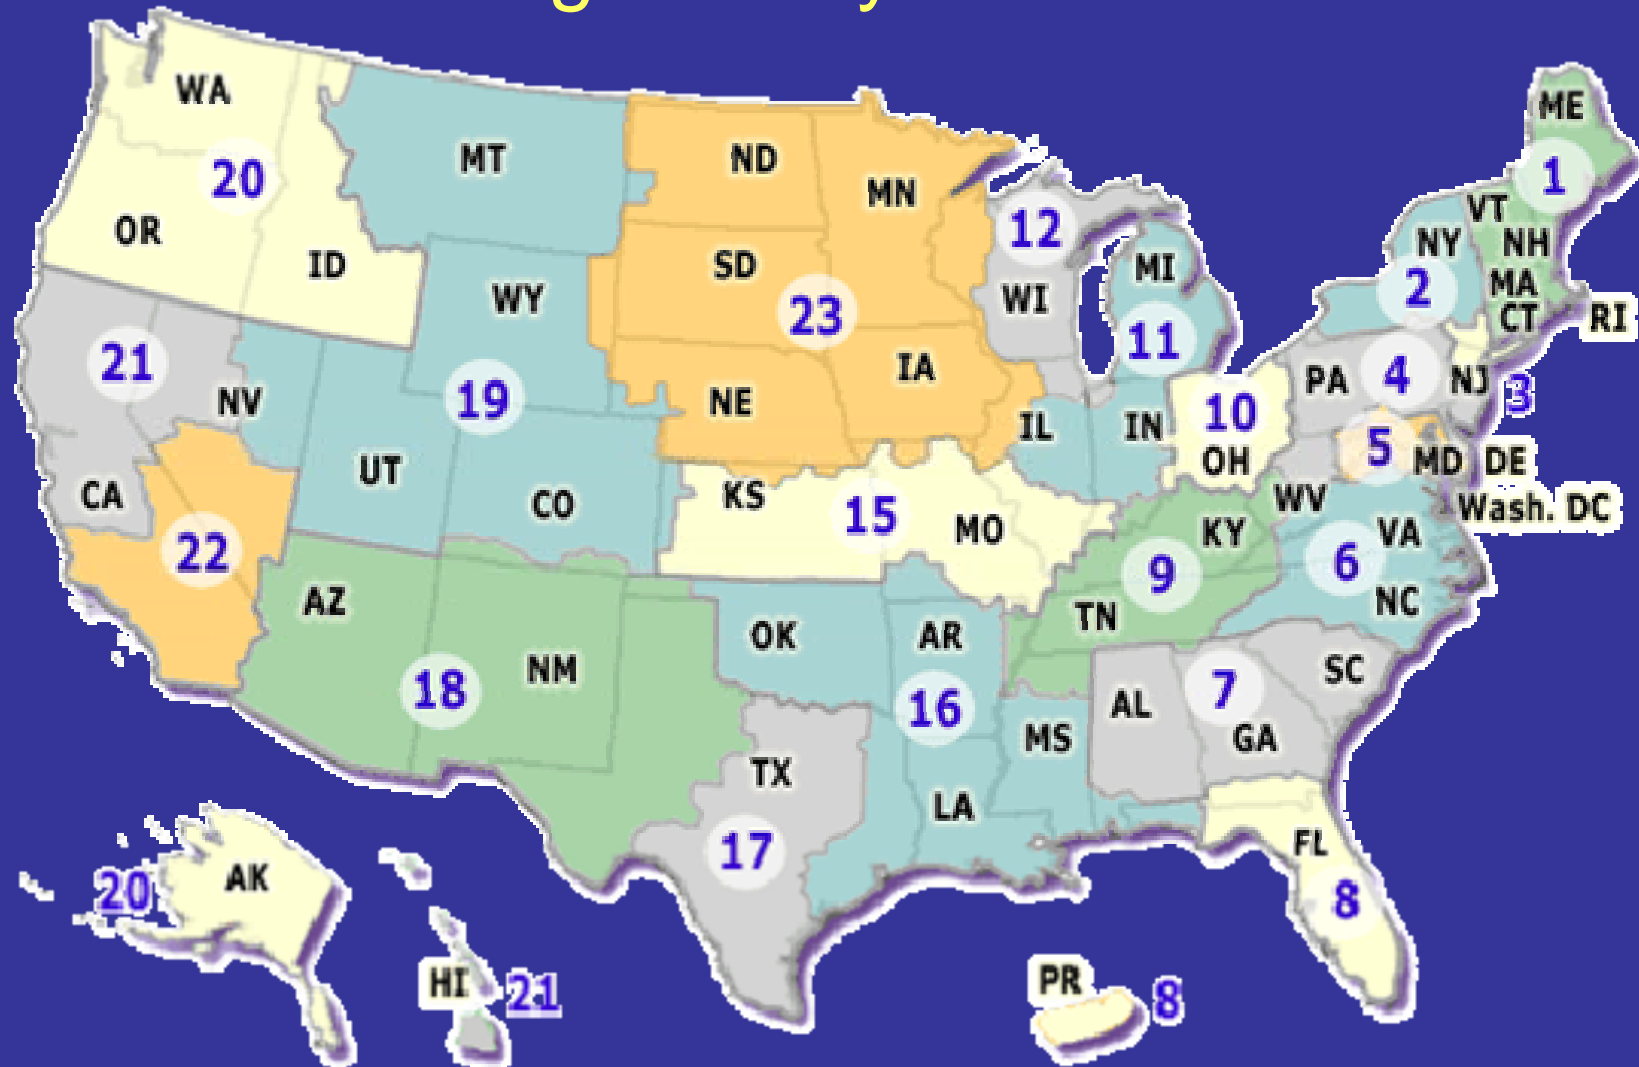 WA
20
OR
ID
MT
ND
MN
WY
SD
23
IA
NE
12
WI
MI
11
ME
1
VT
NY
NH
2
MA
CT
RI
21
NV
19
UT
CO
CA
22
KS
15
MO
IL
IN
10
OH
PA
4
NJ
3
5
MD
DE
Wash. DC
WV
VA
6
NC
KY
9
TN
AZ
18
NM
OK
AR
16
MS
LA
TX
17
AL
7
SC
GA
FL
8
AK
20
HI
21
PR
8